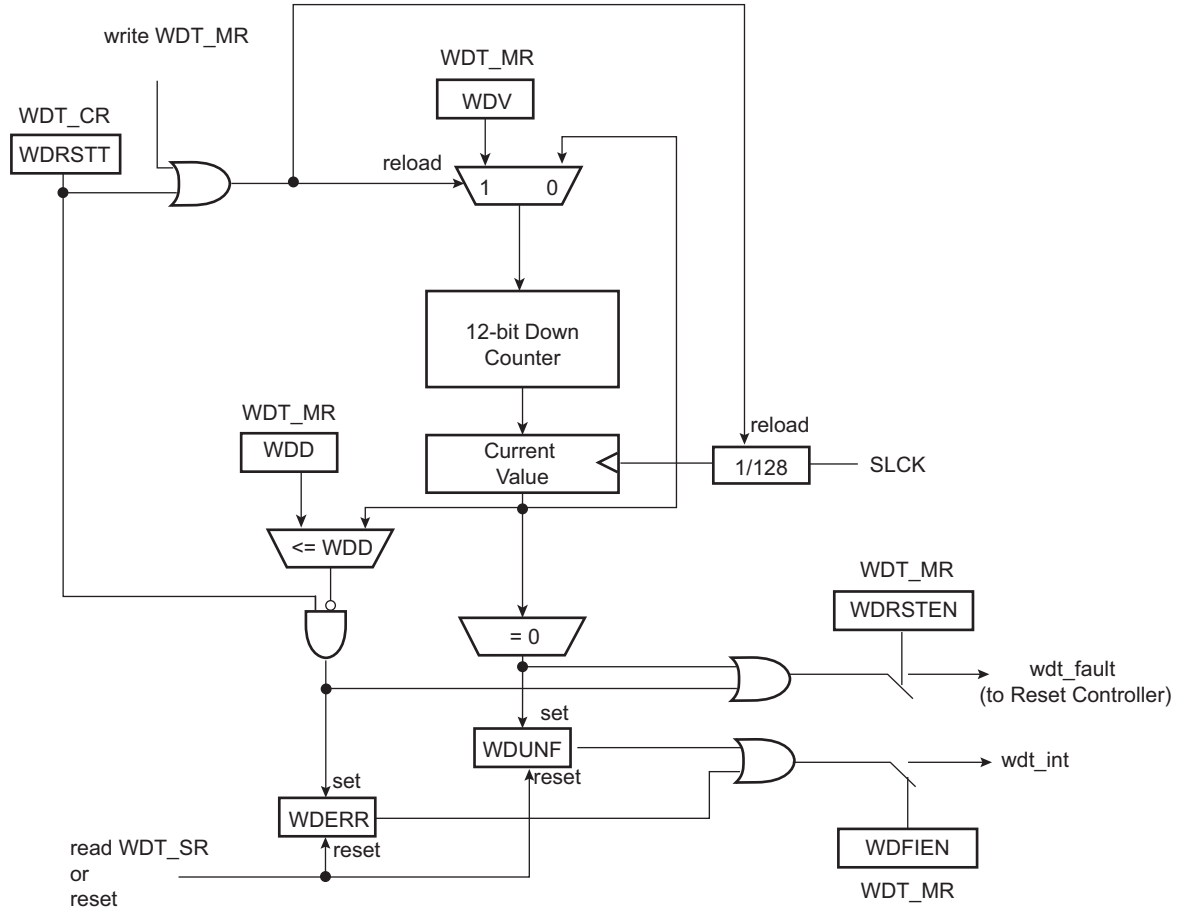 write WDT_MR
WDT_MR
WDV
WDT_CR
WDRSTT
reload
1 0
12-bit Down
Counter
WDT_MR
WDD
Current
Value
reload
1/128
SLCK
<= WDD
WDT_MR
WDRSTEN
= 0
wdt_fault
(to Reset Controller)
set
WDUNF
reset
wdt_int
set
WDERR
reset
read WDT_SR
or
reset
WDFIEN
WDT_MR